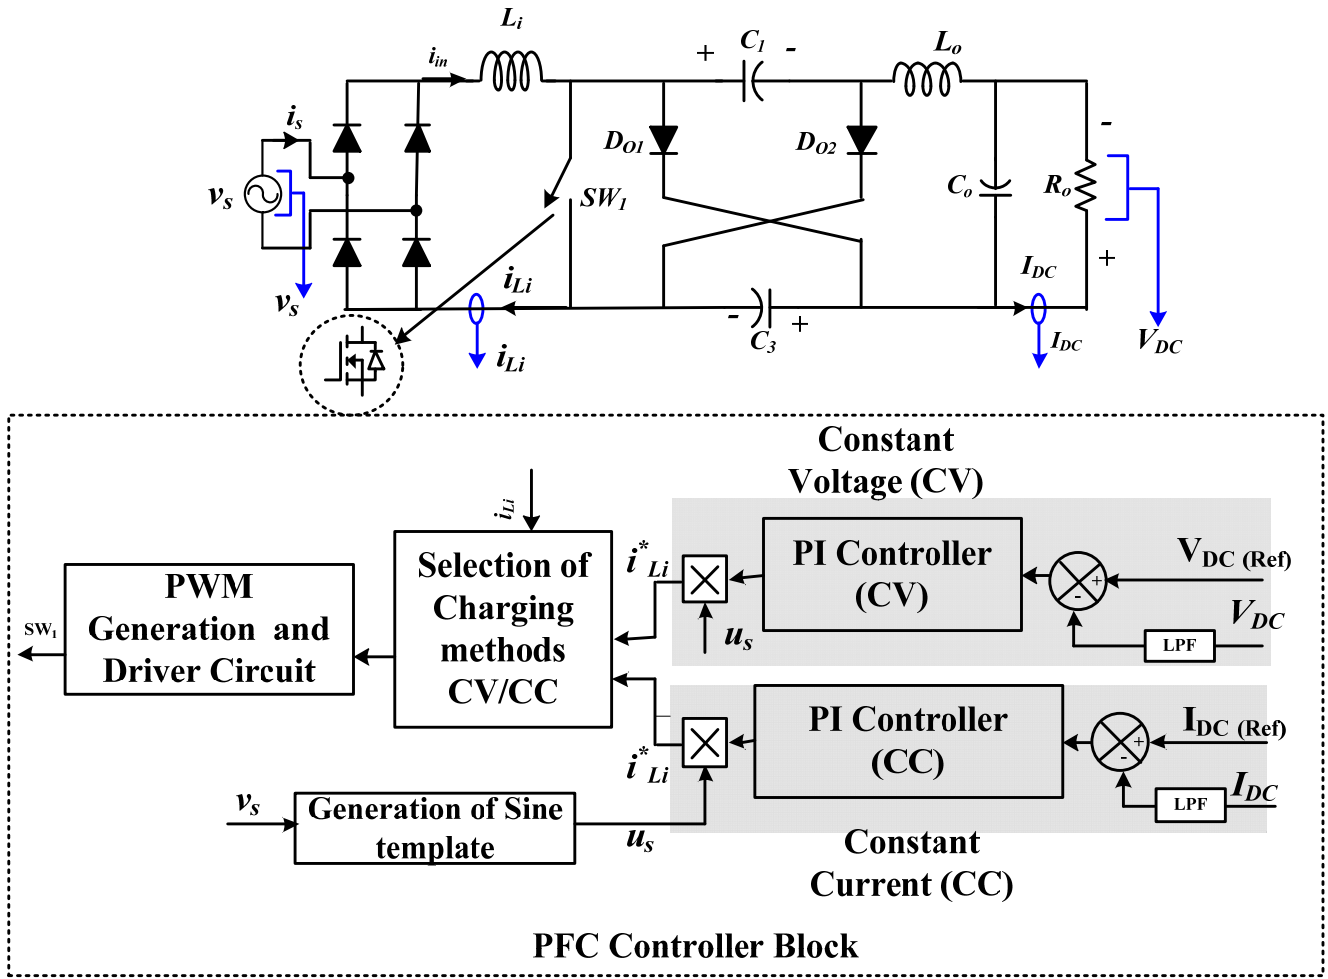 L_i
i_in
+ C_1 -
L_o
i_s
v_s
v_s
D_O1
D_O2
SW_1
C_o
R_o
-
+
i_Li
i_Li
- C_3 +
I_DC
I_DC
V_DC
Constant
Voltage (CV)
i_Li
PWM
Generation and
Driver Circuit
SW_1
Selection of
Charging
methods
CV/CC
i*_Li
PI Controller
(CV)
+
-
V_DC (Ref)
V_DC
LPF
u_s
i*_Li
PI Controller
(CC)
+
-
I_DC (Ref)
I_DC
LPF
v_s
Generation of Sine
template
u_s
Constant
Current (CC)
PFC Controller Block